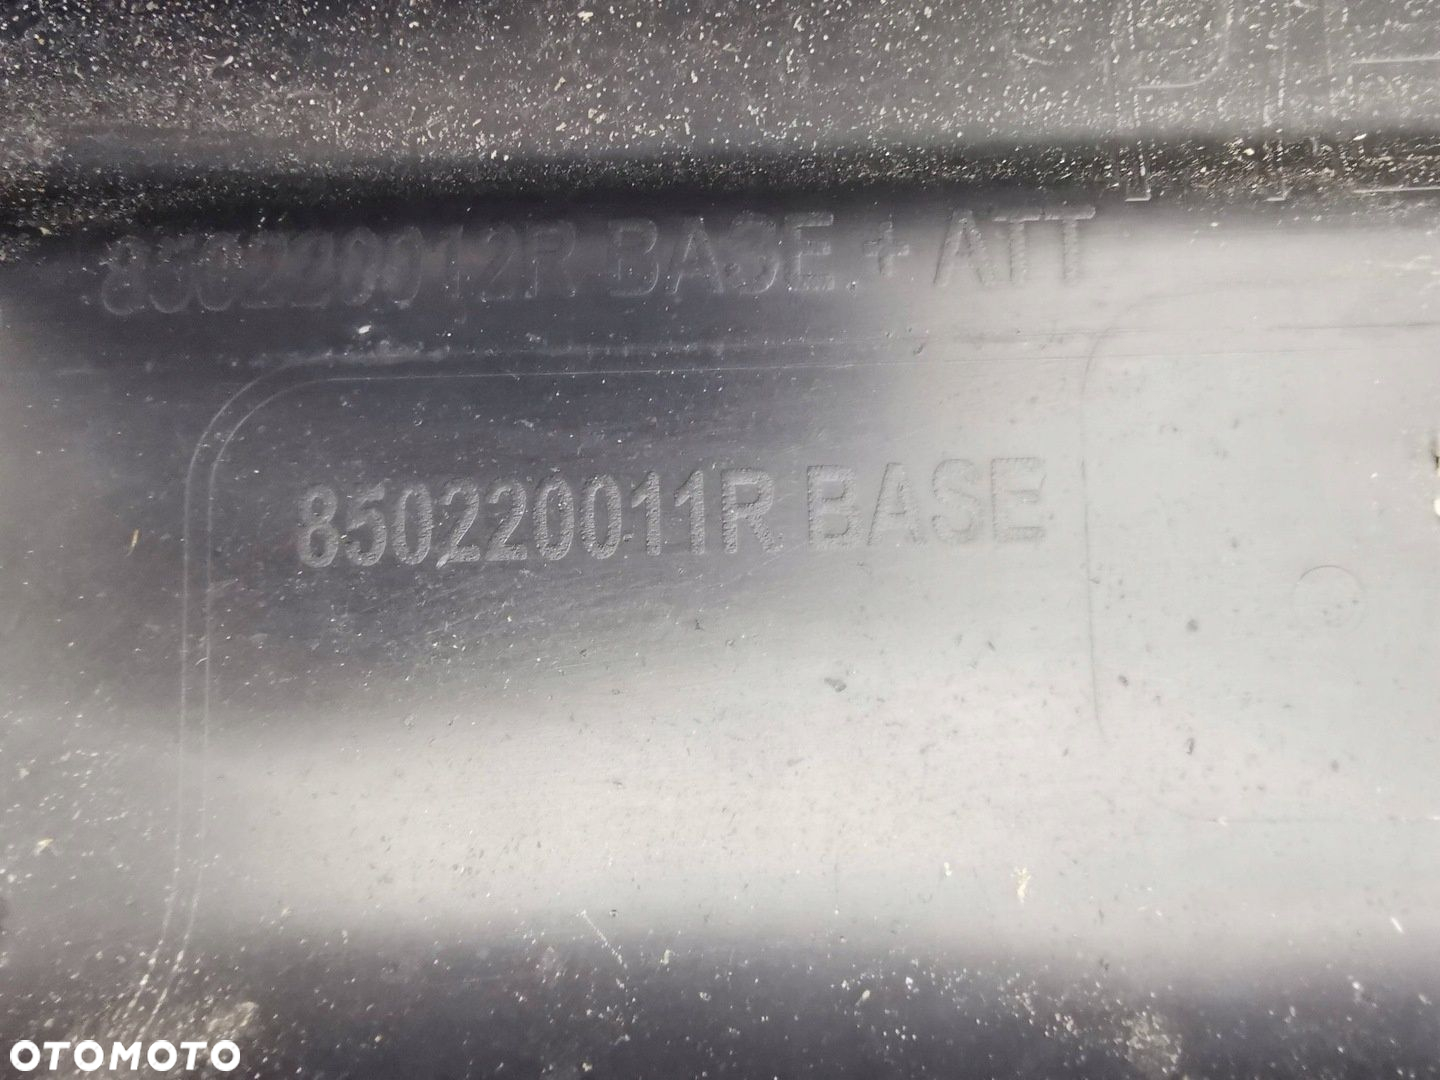 850220012R BASE + ATT
850220011R BASE
OTOMOTO